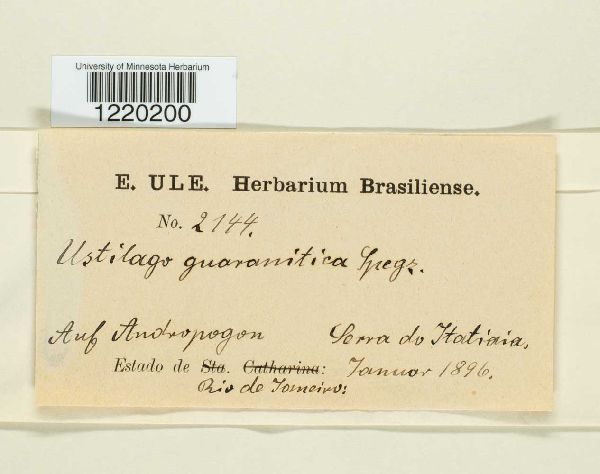 University of Minnesota Herbarium
1220200
E. ULE. Herbarium Brasiliense.
No. 2144.
Ustilago guaranitica Spegz.
Auf Andropogon Serra do Itatiaia,
Estado de Sta. Catharina: Januar 1896.
Rio de Janeiro: